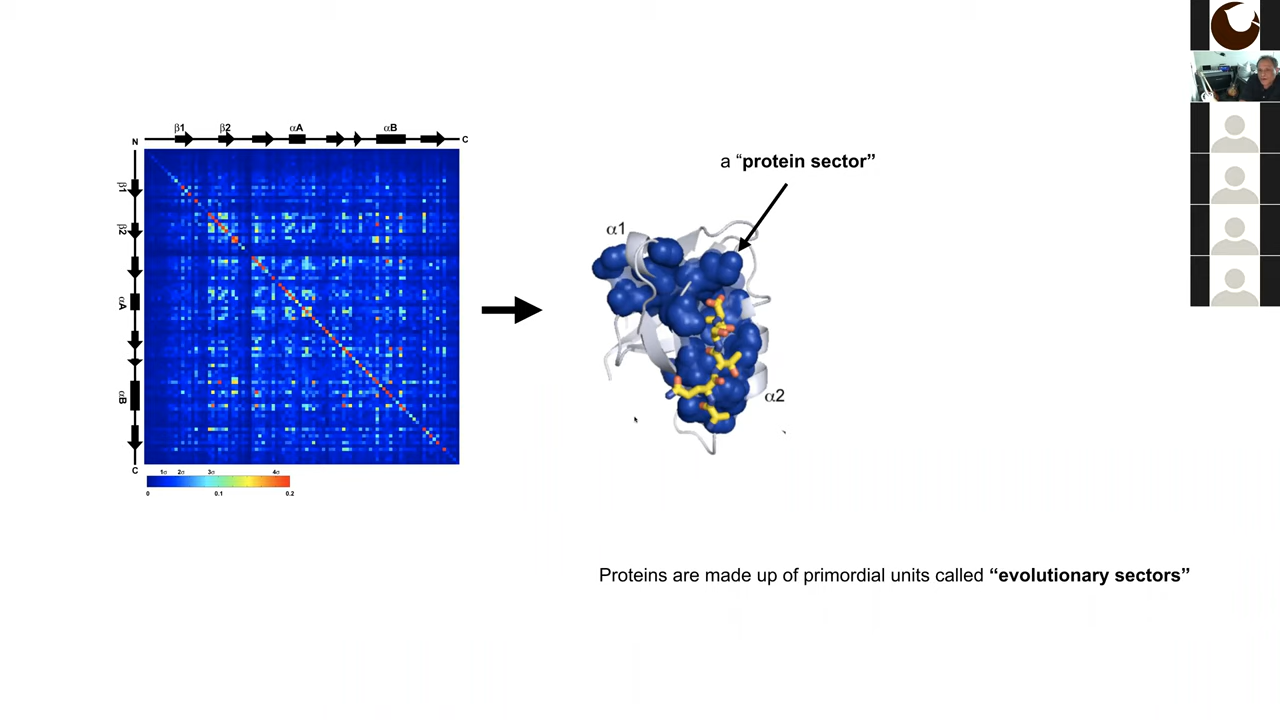 β1 β2 αA αB
N C
β1
β2
αA
αB
C
1σ 2σ 3σ 4σ
0 0.1 0.2
a “protein sector”
α1
α2
Proteins are made up of primordial units called “evolutionary sectors”